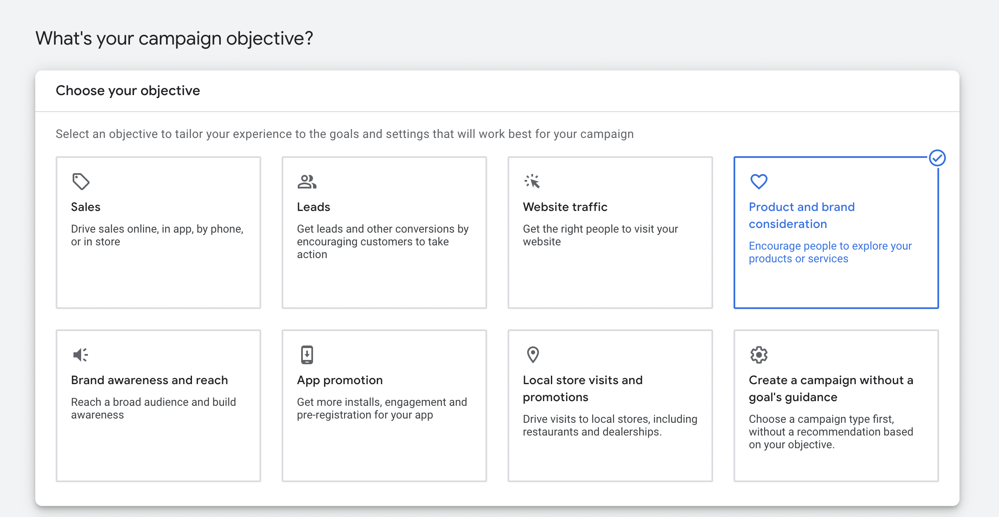 What's your campaign objective?
Choose your objective
Select an objective to tailor your experience to the goals and settings that will work best for your campaign
Sales
Drive sales online, in app, by phone,
or in store
Leads
Get leads and other conversions by
encouraging customers to take
action
Website traffic
Get the right people to visit your
website
Product and brand
consideration
Encourage people to explore your
products or services
Brand awareness and reach
Reach a broad audience and build
awareness
App promotion
Get more installs, engagement and
pre-registration for your app
Local store visits and
promotions
Drive visits to local stores, including
restaurants and dealerships.
Create a campaign without a
goal's guidance
Choose a campaign type first,
without a recommendation based
on your objective.